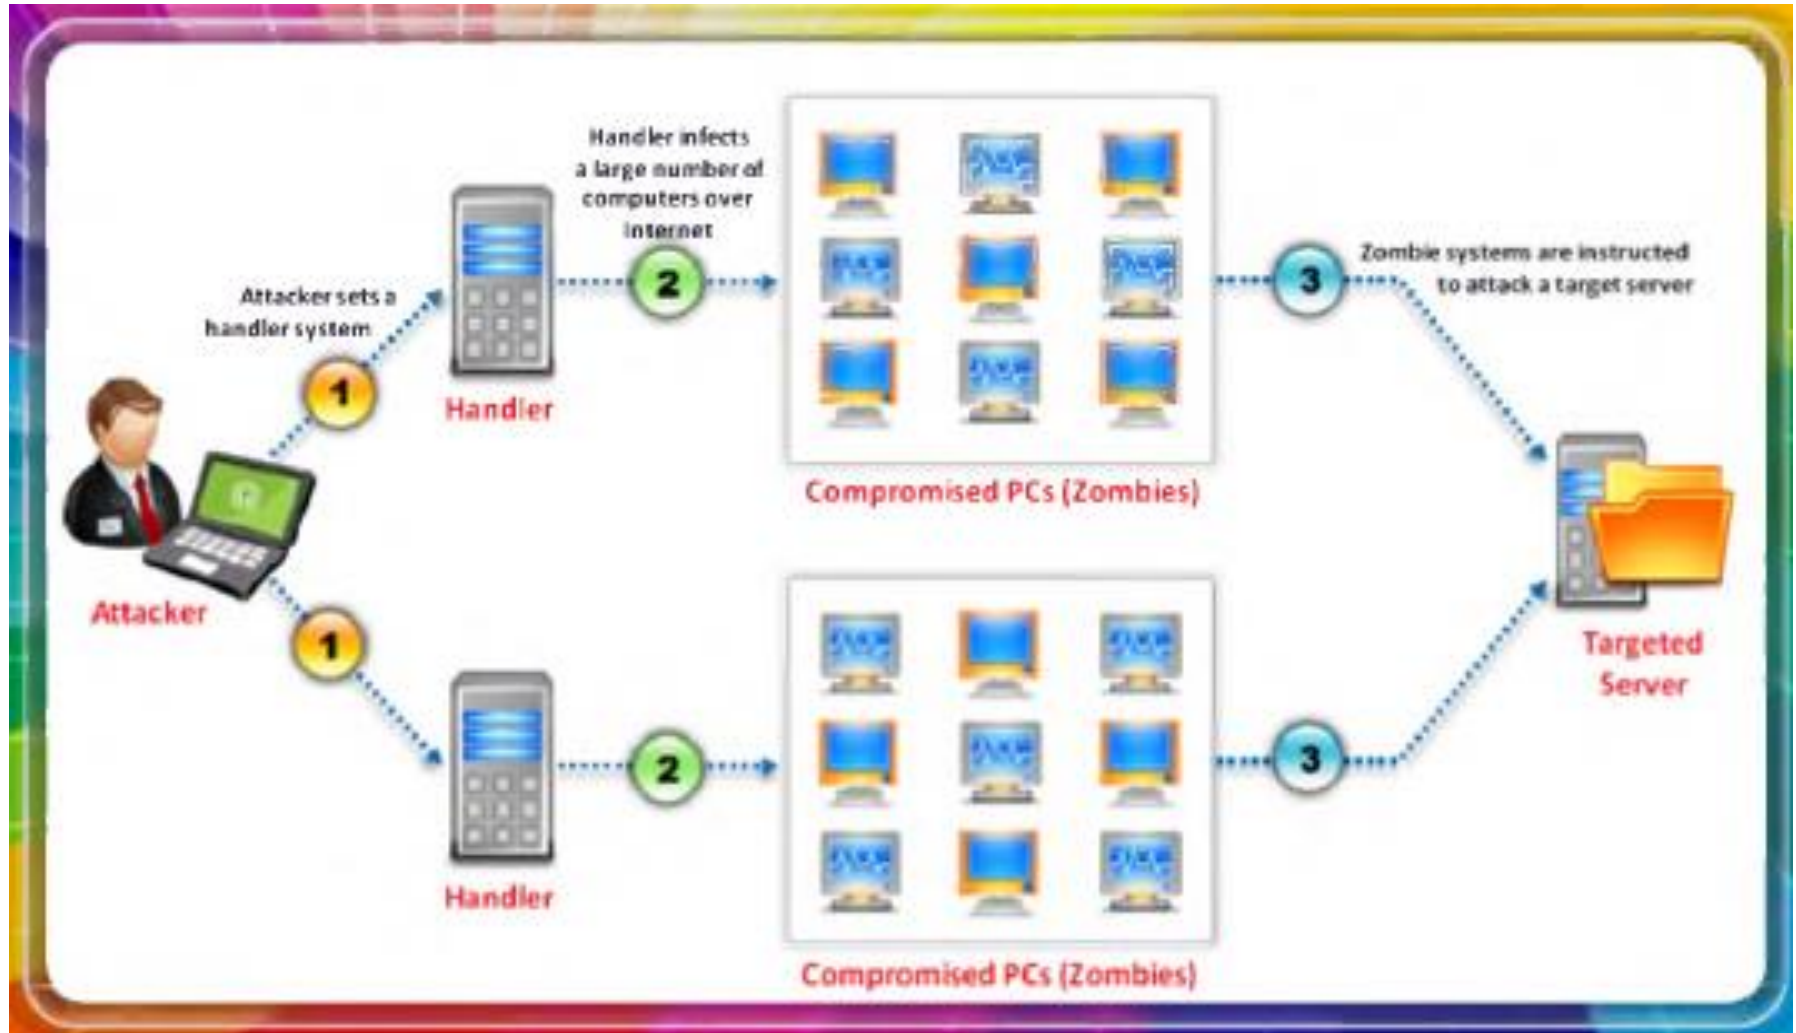 Handler infects
a large number of
computers over
internet
Attacker sets a
handler system
1
Handler
2
Compromised PCs (Zombies)
3
Zombie systems are instructed
to attack a target server
Attacker
1
Handler
2
Compromised PCs (Zombies)
3
Targeted
Server